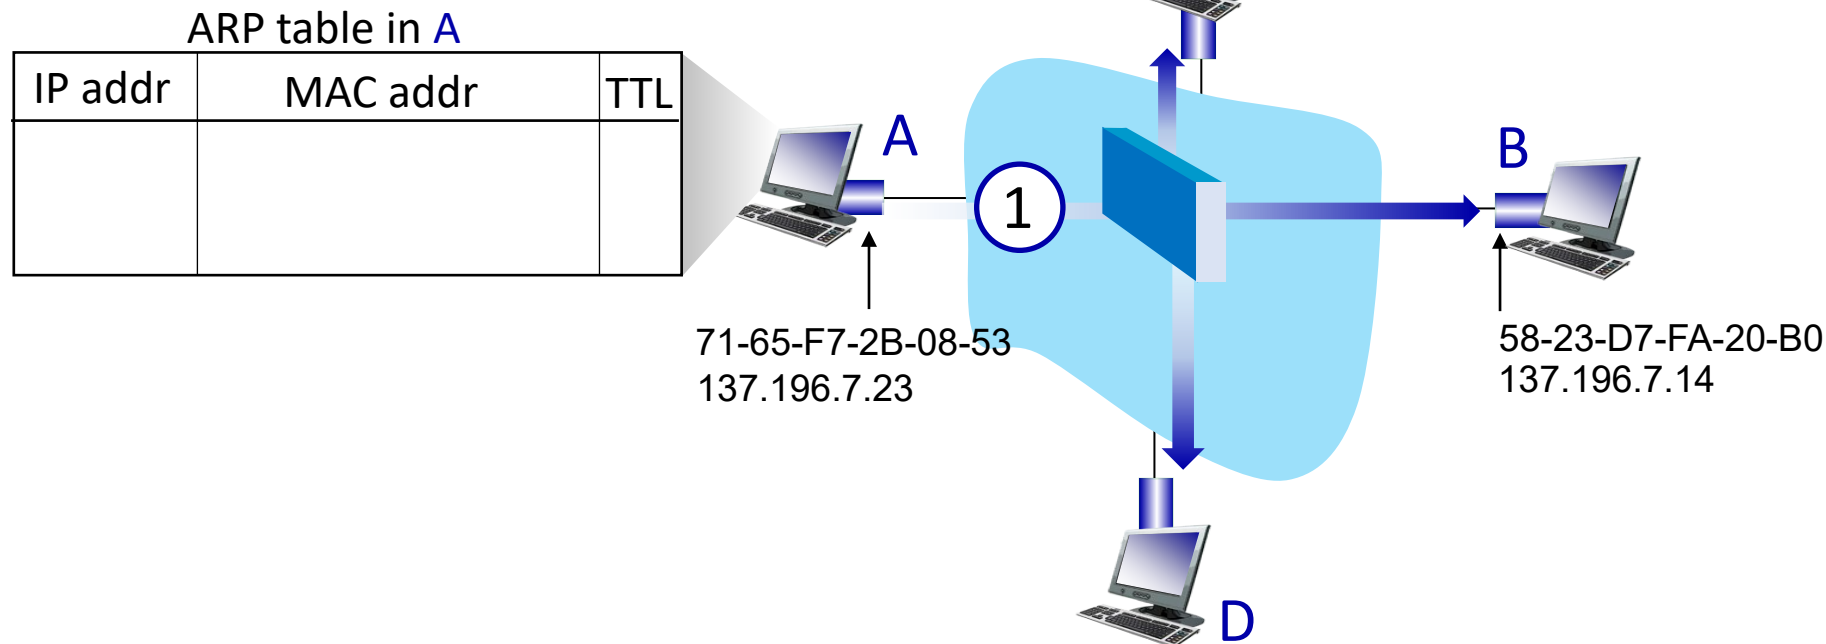 ARP table in A
IP addr MAC addr TTL
A
B
1
71-65-F7-2B-08-53
137.196.7.23
58-23-D7-FA-20-B0
137.196.7.14
D